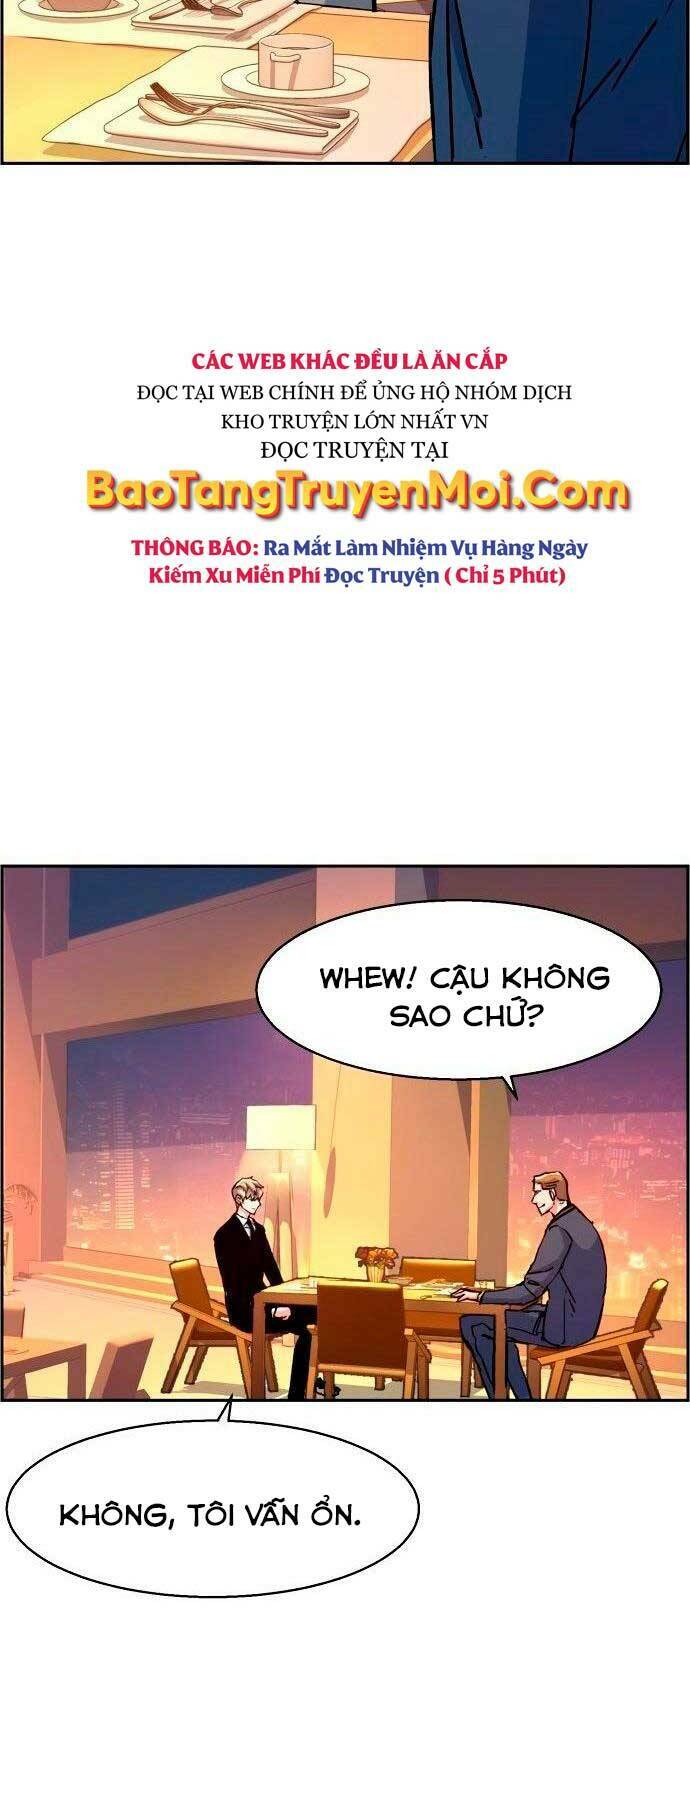 CÁC WEB KHÁC ĐỀU LÀ ĂN CẮP
ĐỌC TẠI WEB CHÍNH ĐỂ ỦNG HỘ NHÓM DỊCH
KHO TRUYỆN LỚN NHẤT VN
ĐỌC TRUYỆN TẠI
BaoTangTruyenMoi.Com
THÔNG BÁO: Ra Mắt Làm Nhiệm Vụ Hàng Ngày
Kiếm Xu Miễn Phí Đọc Truyện ( Chỉ 5 Phút)
WHEW! CẬU KHÔNG
SAO CHỨ?
KHÔNG, TÔI VẪN ỔN.